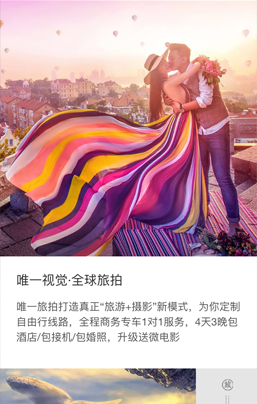 唯一视觉·全球旅拍
唯一旅拍打造真正“旅游+摄影”新模式，为你定制
自由行线路，全程商务专车1对1服务，4天3晚包
酒店/包接机/包婚照，升级送微电影